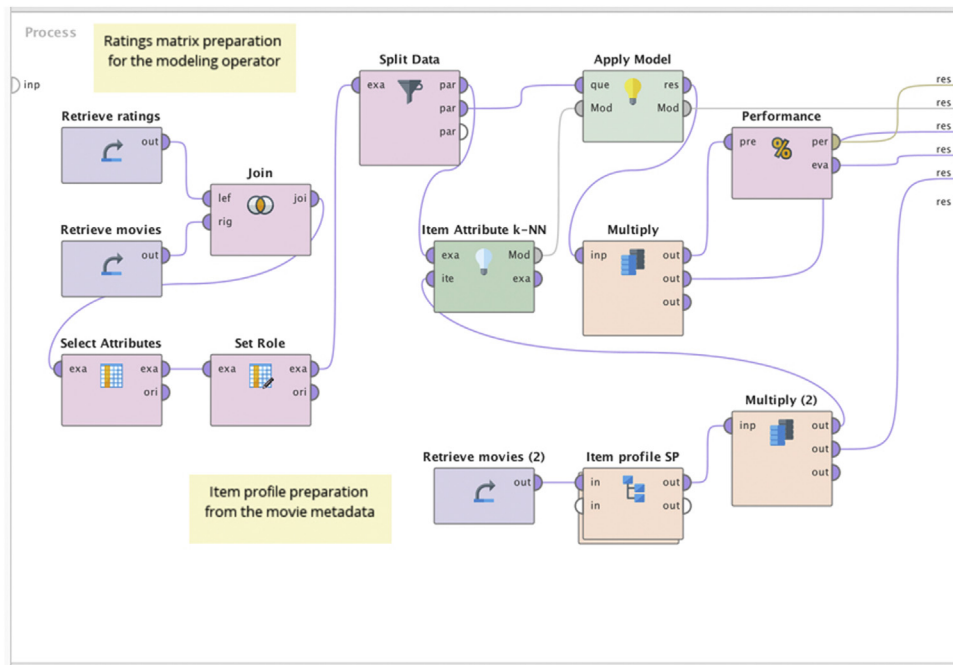 Process
Ratings matrix preparation
for the modeling operator
inp
Split Data
exa par
par
par
Apply Model
que res
Mod Mod
res
res
res
res
res
res
Performance
pre per
eva
Retrieve ratings
out
Join
lef joi
rig
Retrieve movies
out
Item Attribute k-NN
exa Mod
ite exa
Multiply
inp out
out
out
Select Attributes
exa exa
ori
Set Role
exa exa
ori
Multiply (2)
inp out
out
out
Retrieve movies (2)
out
Item profile SP
in out
in out
Item profile preparation
from the movie metadata